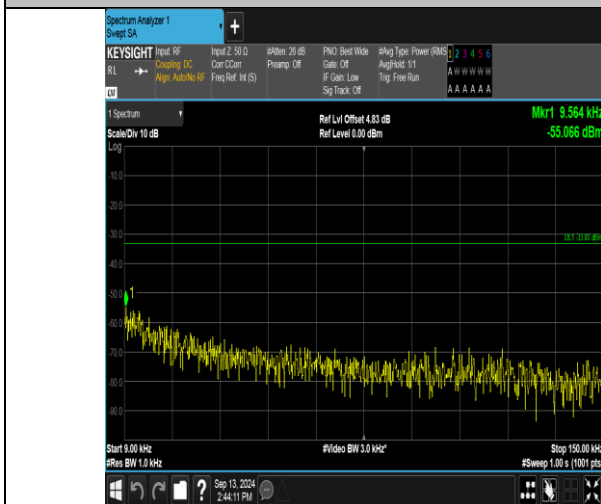 Spectrum Analyzer 1
Swept SA
+
KEYSIGHT
RL
Input: RF
Coupling: DC
Align: Auto/No RF
Input Z: 50 Ω
Corr CCorr
Freq Ref: Int (S)
#Atten: 26 dB
Preamp: Off
PNO: Best Wide
Gate: Off
IF Gain: Low
Sig Track: Off
#Avg Type: Power (RMS
Avg|Hold: 1/1
Trig: Free Run
1 2 3 4 5 6
A W W W W W
A A A A A A
1 Spectrum
Scale/Div 10 dB
Log
Ref Lvl Offset 4.83 dB
Ref Level 0.00 dBm
Mkr1 9.564 kHz
-55.066 dBm
-10.0
-20.0
-30.0
DL1 -33.00 dBm
-40.0
-50.0
1
-60.0
-70.0
-80.0
-90.0
Start 9.00 kHz
#Res BW 1.0 kHz
#Video BW 3.0 kHz*
Stop 150.00 kHz
#Sweep 1.00 s (1001 pts
?
Sep 13, 2024
2:44:11 PM